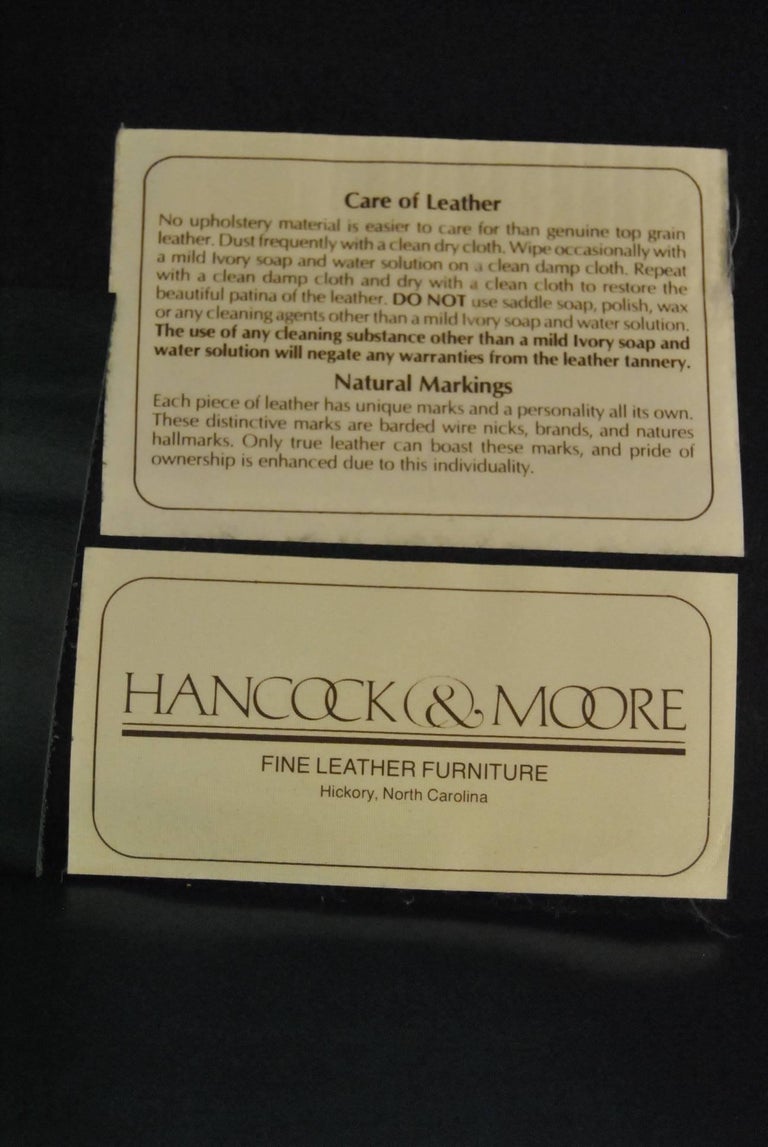 Care of Leather
No upholstery material is easier to care for than genuine top grain
leather. Dust frequently with a clean dry cloth. Wipe occasionally with
a mild Ivory soap and water solution on a clean damp cloth. Repeat
with a clean damp cloth and dry with a clean cloth to restore the
beautiful patina of the leather. DO NOT use saddle soap, polish, wax
or any cleaning agents other than a mild Ivory soap and water solution.
The use of any cleaning substance other than a mild Ivory soap and
water solution will negate any warranties from the leather tannery.
Natural Markings
Each piece of leather has unique marks and a personality all its own.
These distinctive marks are barded wire nicks, brands, and natures
hallmarks. Only true leather can boast these marks, and pride of
ownership is enhanced due to this individuality.
HANCOCK & MOORE
FINE LEATHER FURNITURE
Hickory, North Carolina